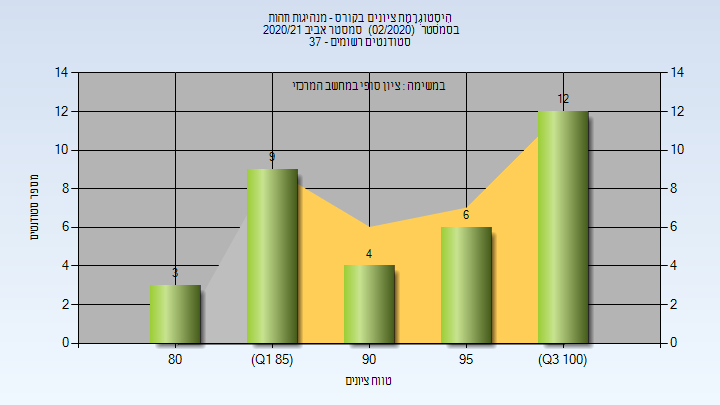 היסטוגרמת ציונים בקורס - מנהיגות וזהות
בסמסטר (02/2020) סמסטר אביב 2020/21
סטודנטים רשומים - 37
במשימה : ציון סופי במחשב המרכזי
מספר סטודנטים
14 14
12 12
10 10
8 8
6 6
4 4
2 2
0 0
3 9 4 6 12
80 (Q1 85) 90 95 (Q3 100)
טווח ציונים